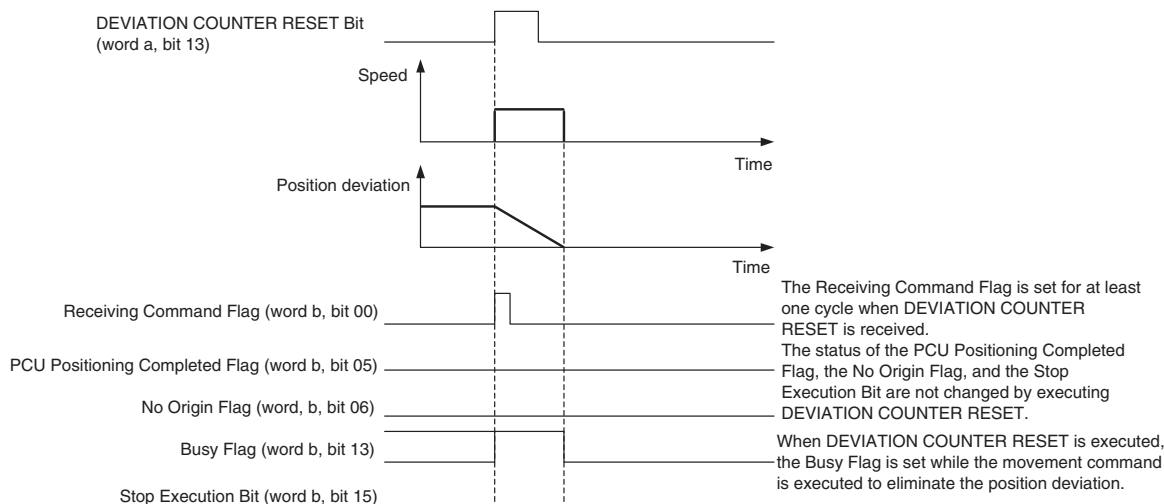 DEVIATION COUNTER RESET Bit
(word a, bit 13)
Speed
Time
Position deviation
Time
Receiving Command Flag (word b, bit 00)
The Receiving Command Flag is set for at least
one cycle when DEVIATION COUNTER
RESET is received.
PCU Positioning Completed Flag (word b, bit 05)
The status of the PCU Positioning Completed
Flag, the No Origin Flag, and the Stop
Execution Bit are not changed by executing
DEVIATION COUNTER RESET.
No Origin Flag (word, b, bit 06)
Busy Flag (word b, bit 13)
When DEVIATION COUNTER RESET is executed,
the Busy Flag is set while the movement command
is executed to eliminate the position deviation.
Stop Execution Bit (word b, bit 15)